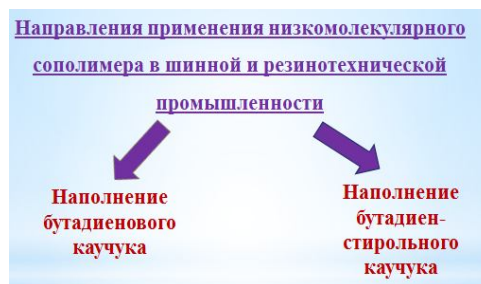 Направления применения низкомолекулярного
сополимера в шинной и резинотехнической
промышленности
Наполнение
бутадиенового
каучука
Наполнение
бутадиен-
стирольного
каучука